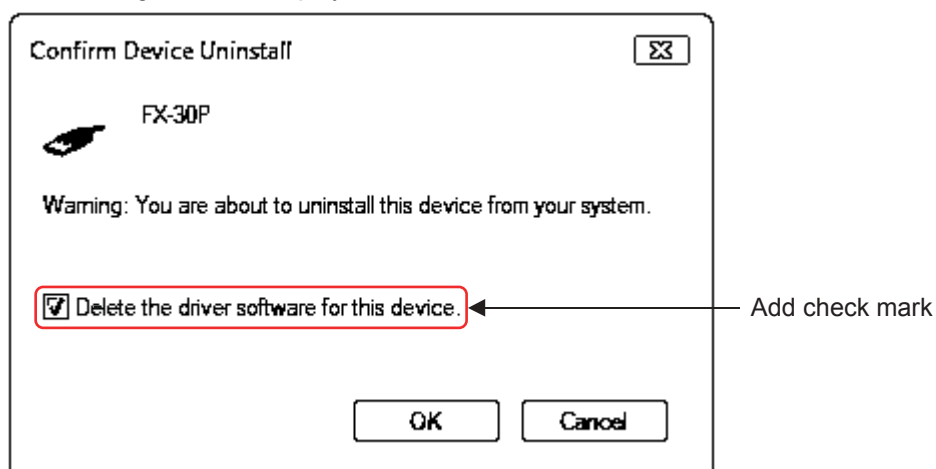 Confirm Device Uninstall
FX-30P
Warning: You are about to uninstall this device from your system.
Delete the driver software for this device.
Add check mark
OK
Cancel